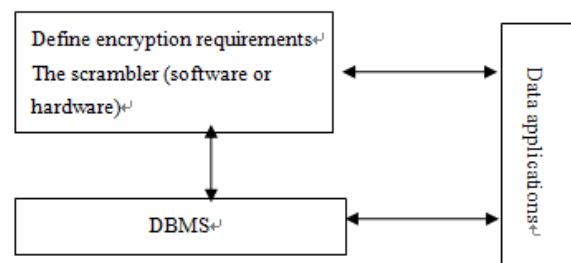 Define encryption requirements↵
The scrambler (software or
hardware)↵
Data applications↵
DBMS↵